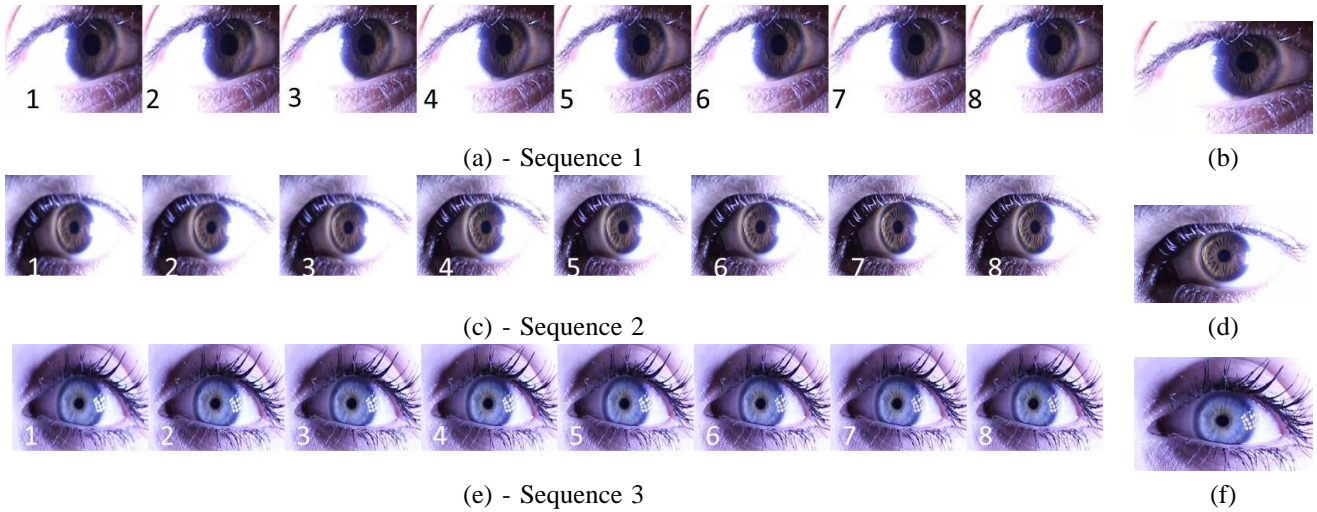 1 2 3 4 5 6 7 8
(a) - Sequence 1
(b)
1 2 3 4 5 6 7 8
(c) - Sequence 2
(d)
1 2 3 4 5 6 7 8
(e) - Sequence 3
(f)